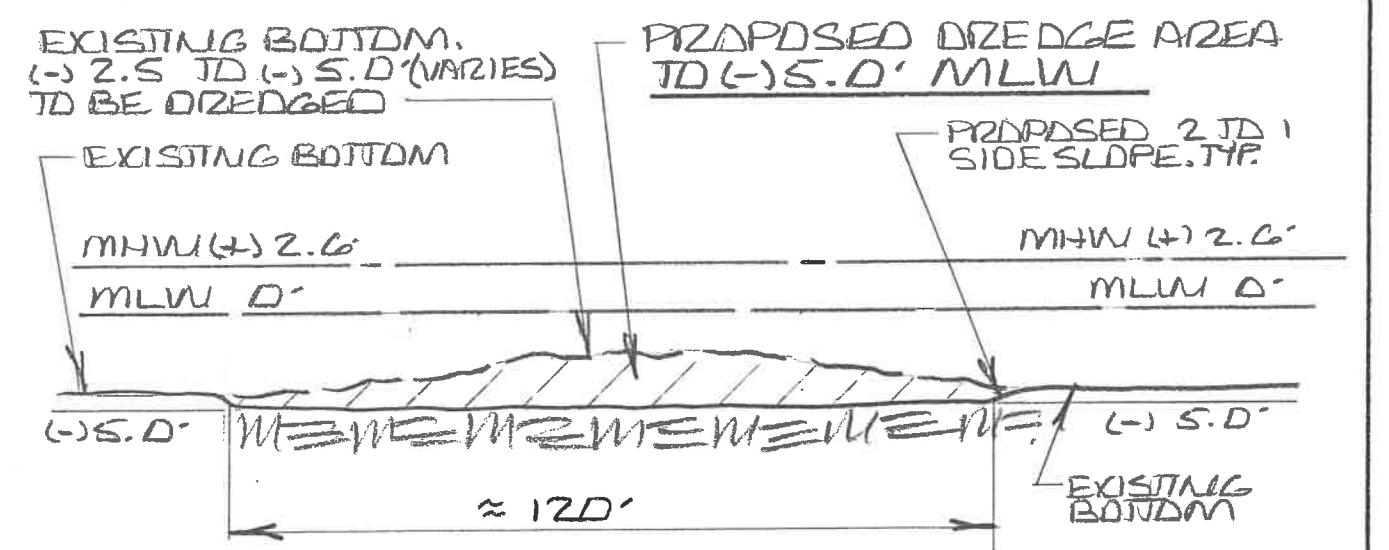 EXISTING BOTTOM.
(-) 2.5 TO (-) 5.0' (VARIES)
TO BE DREDGED
PROPOSED DREDGE AREA
TO (-) 5.0' MLW
EXISTING BOTTOM
PROPOSED 2 TO 1
SIDE SLOPE. TYP.
MHW (+) 2.6'
MHW (+) 2.6'
MLW 0'
MLW 0'
(-) 5.0'
(-) 5.0'
≈ 120'
EXISTING
BOTTOM